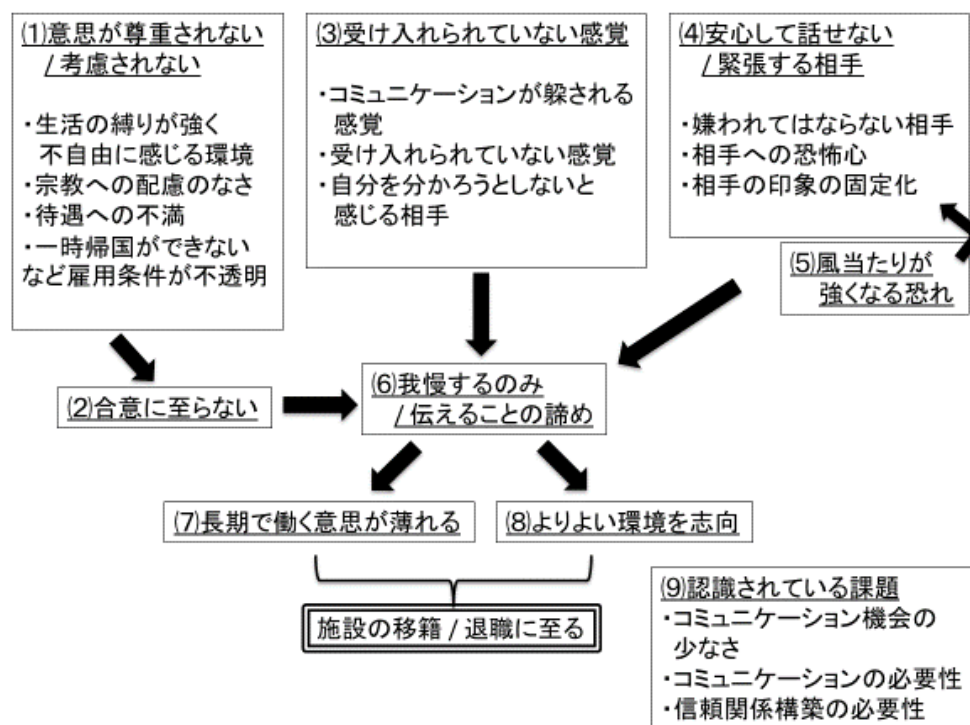 ⑴意思が尊重されない
/ 考慮されない
・生活の縛りが強く
不自由に感じる環境
・宗教への配慮のなさ
・待遇への不満
・一時帰国ができない
など雇用条件が不透明
⑶受け入れられていない感覚
・コミュニケーションが躱される
感覚
・受け入れられていない感覚
・自分を分かろうとしないと
感じる相手
⑷安心して話せない
/ 緊張する相手
・嫌われてはならない相手
・相手への恐怖心
・相手の印象の固定化
⑸風当たりが
強くなる恐れ
⑵合意に至らない
⑹我慢するのみ
/ 伝えることの諦め
⑺長期で働く意思が薄れる
⑻よりよい環境を志向
施設の移籍 / 退職に至る
⑼認識されている課題
・コミュニケーション機会の
少なさ
・コミュニケーションの必要性
・信頼関係構築の必要性